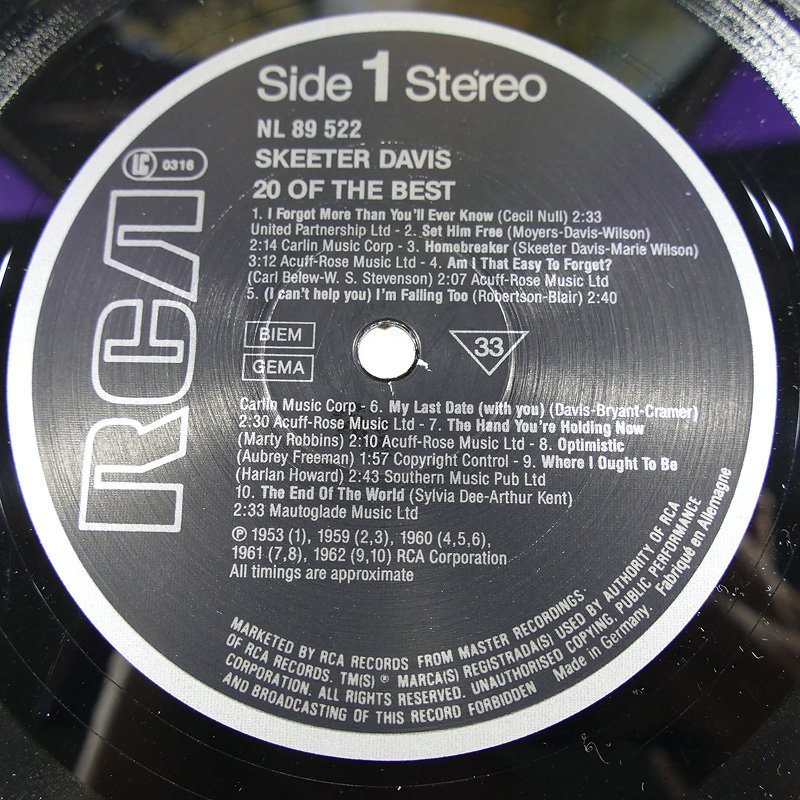 Side 1 Stereo
NL 89 522
LC 0316
SKEETER DAVIS
20 OF THE BEST
RCA
1. I Forgot More Than You'll Ever Know (Cecil Null) 2:33
United Partnership Ltd - 2. Set Him Free (Moyers-Davis-Wilson)
2:14 Carlin Music Corp - 3. Homebreaker (Skeeter Davis-Marie Wilson)
3:12 Acuff-Rose Music Ltd - 4. Am I That Easy To Forget?
(Carl Belew-W. S. Stevenson) 2:07 Acuff-Rose Music Ltd
5. (I can't help you) I'm Falling Too (Robertson-Blair) 2:40
BIEM
GEMA
33
Carlin Music Corp - 6. My Last Date (with you) (Davis-Bryant-Cramer)
2:30 Acuff-Rose Music Ltd - 7. The Hand You're Holding Now
(Marty Robbins) 2:10 Acuff-Rose Music Ltd - 8. Optimistic
(Aubrey Freeman) 1:57 Copyright Control - 9. Where I Ought To Be
(Harlan Howard) 2:43 Southern Music Pub Ltd
10. The End Of The World (Sylvia Dee-Arthur Kent)
2:33 Mautoglade Music Ltd
℗ 1953 (1), 1959 (2,3), 1960 (4,5,6),
1961 (7,8), 1962 (9,10) RCA Corporation
All timings are approximate
MARKETED BY RCA RECORDS FROM MASTER RECORDINGS
OF RCA RECORDS. TM(S) ® MARCA(S) REGISTRADA(S) USED BY AUTHORITY OF RCA
CORPORATION. ALL RIGHTS RESERVED. UNAUTHORISED COPYING, PUBLIC PERFORMANCE
AND BROADCASTING OF THIS RECORD FORBIDDEN Made in Germany. Fabriqué en Allemagne